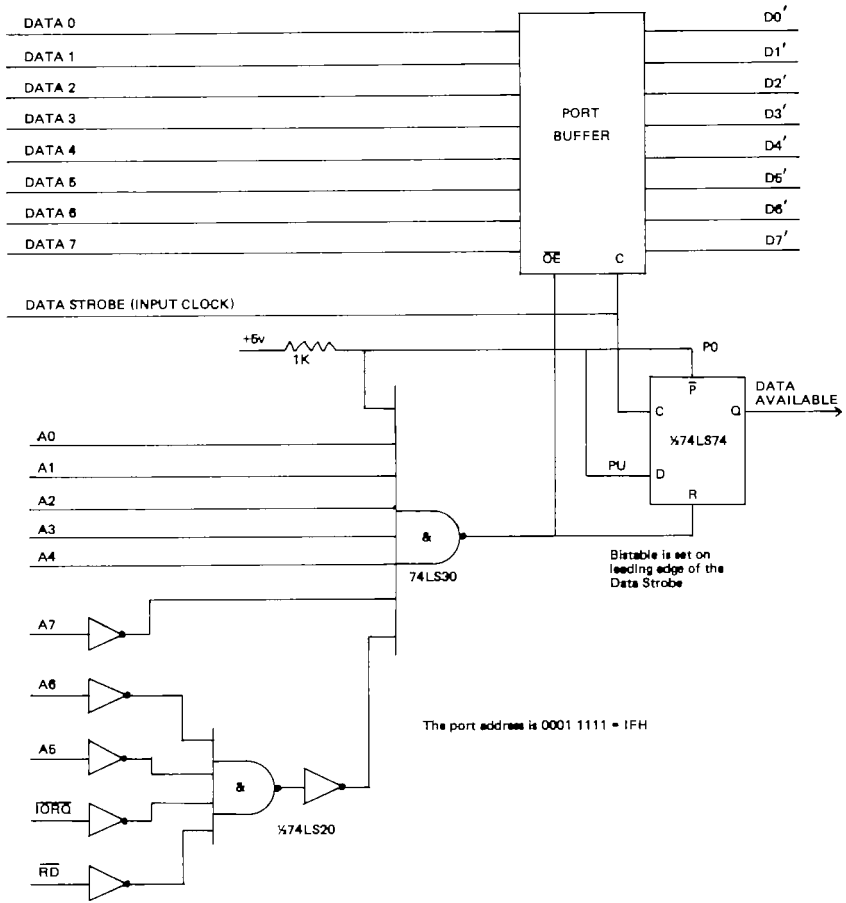 DATA 0
DATA 1
DATA 2
DATA 3
DATA 4
DATA 5
DATA 6
DATA 7
PORT
BUFFER
OE
C
D0′
D1′
D2′
D3′
D4′
D5′
D6′
D7′
DATA STROBE (INPUT CLOCK)
+5v
1K
P0
P
C
Q
½74LS74
PU
D
R
DATA
AVAILABLE
A0
A1
A2
A3
A4
&
74LS30
Bistable is set on
leading edge of the
Data Strobe
A7
A6
A5
IORQ
RD
&
½74LS20
The port address is 0001 1111 = IFH